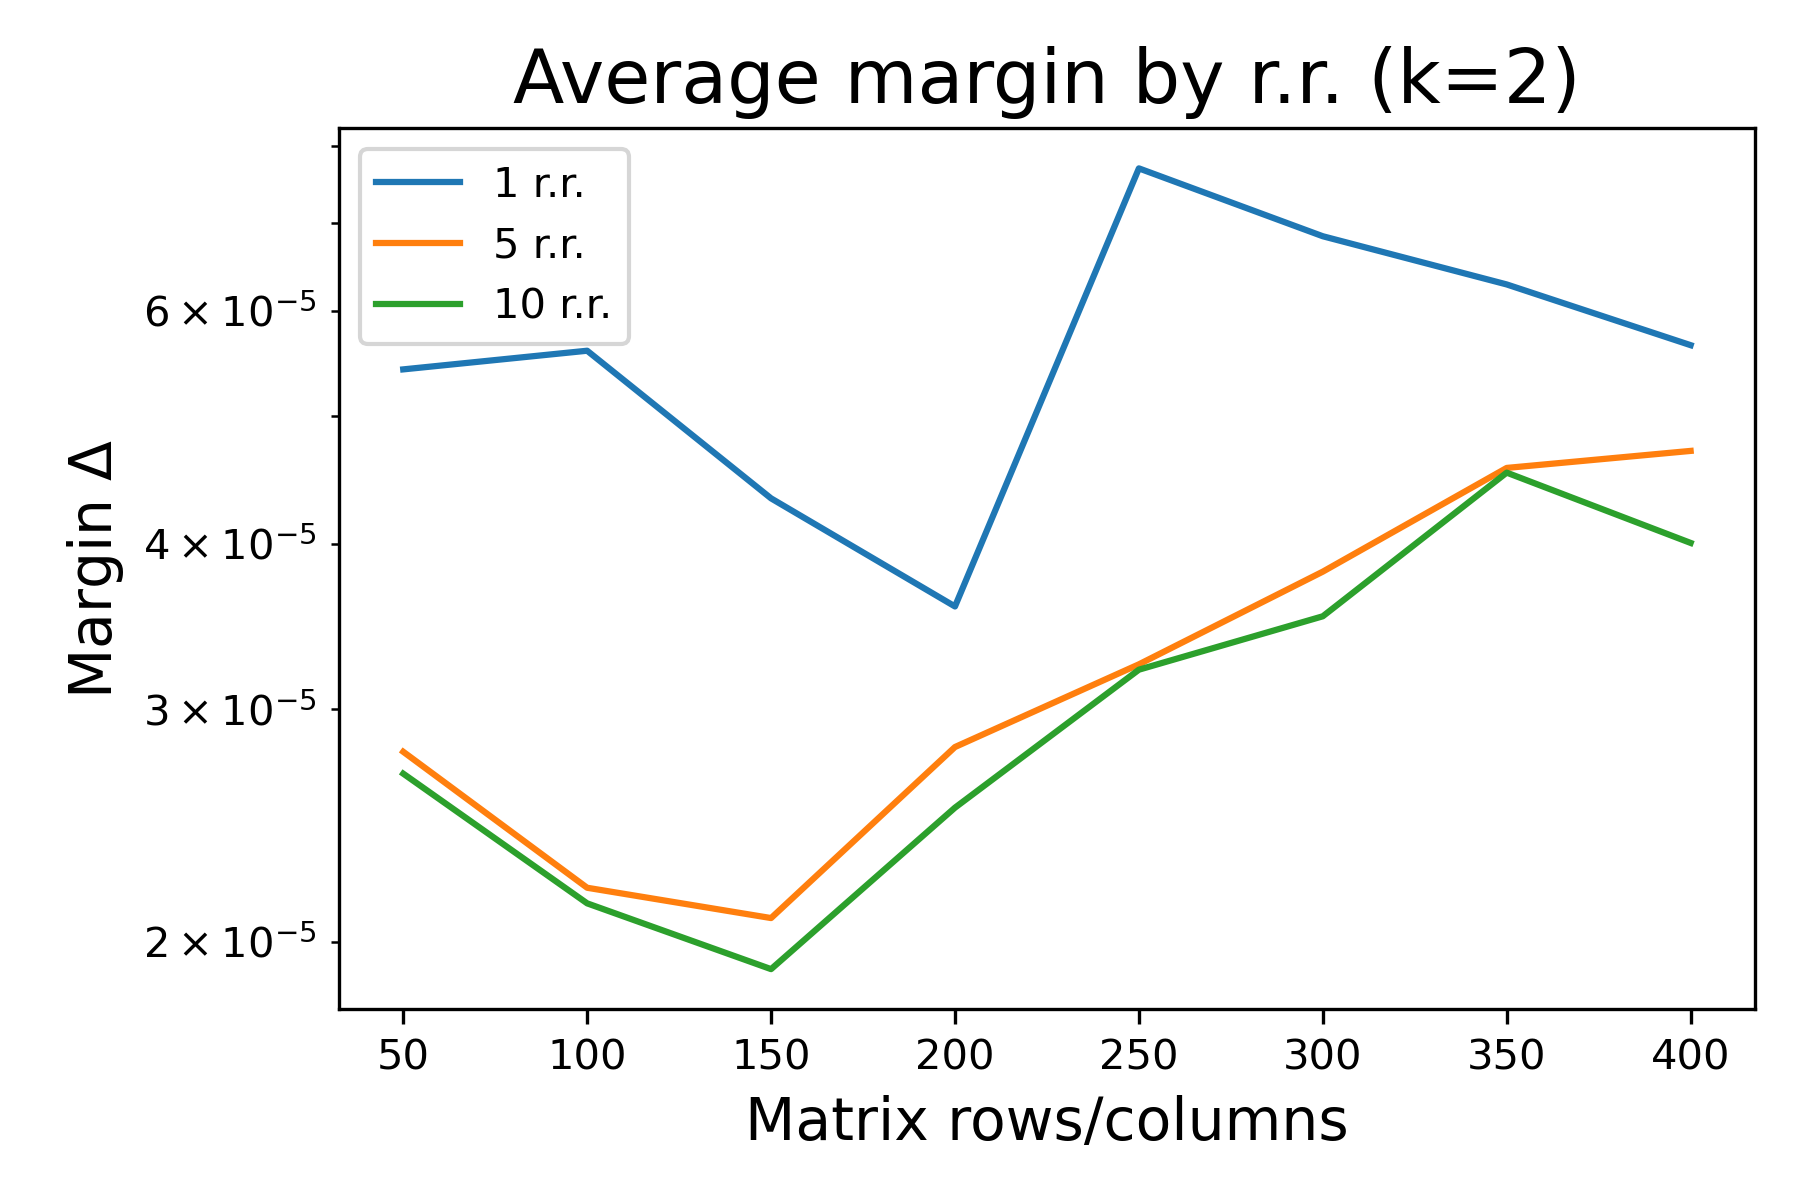 Average margin by r.r. (k=2)
1 r.r.
5 r.r.
10 r.r.
6 × 10⁻⁵
4 × 10⁻⁵
3 × 10⁻⁵
2 × 10⁻⁵
Margin Δ
50 100 150 200 250 300 350 400
Matrix rows/columns